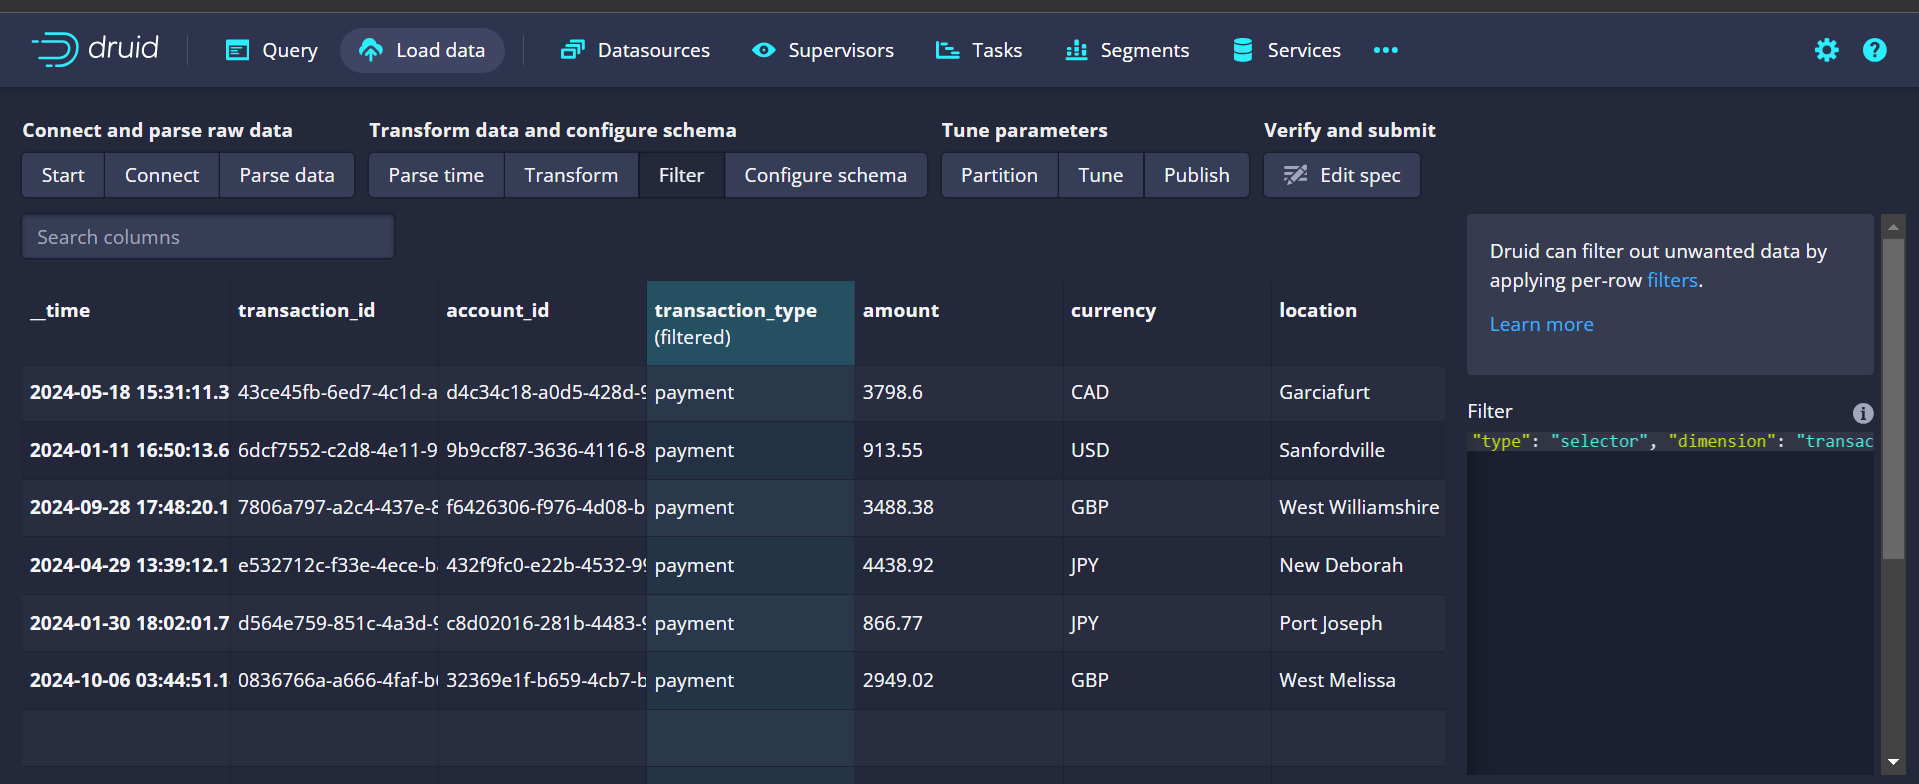 druid Query Load data Datasources Supervisors Tasks Segments Services
Connect and parse raw data Transform data and configure schema Tune parameters Verify and submit
Start Connect Parse data Parse time Transform Filter Configure schema Partition Tune Publish Edit spec
Search columns
Druid can filter out unwanted data by
applying per-row filters.
Learn more
Filter
"type": "selector", "dimension": "transac
__time transaction_id account_id transaction_type amount currency location
(filtered)
2024-05-18 15:31:11.3 43ce45fb-6ed7-4c1d-a d4c34c18-a0d5-428d-9 payment 3798.6 CAD Garciafurt
2024-01-11 16:50:13.6 6dcf7552-c2d8-4e11-9 9b9ccf87-3636-4116-8 payment 913.55 USD Sanfordville
2024-09-28 17:48:20.1 7806a797-a2c4-437e-8 f6426306-f976-4d08-b payment 3488.38 GBP West Williamshire
2024-04-29 13:39:12.1 e532712c-f33e-4ece-b 432f9fc0-e22b-4532-99 payment 4438.92 JPY New Deborah
2024-01-30 18:02:01.7 d564e759-851c-4a3d-9 c8d02016-281b-4483-9 payment 866.77 JPY Port Joseph
2024-10-06 03:44:51.1 0836766a-a666-4faf-b 32369e1f-b659-4cb7-b payment 2949.02 GBP West Melissa